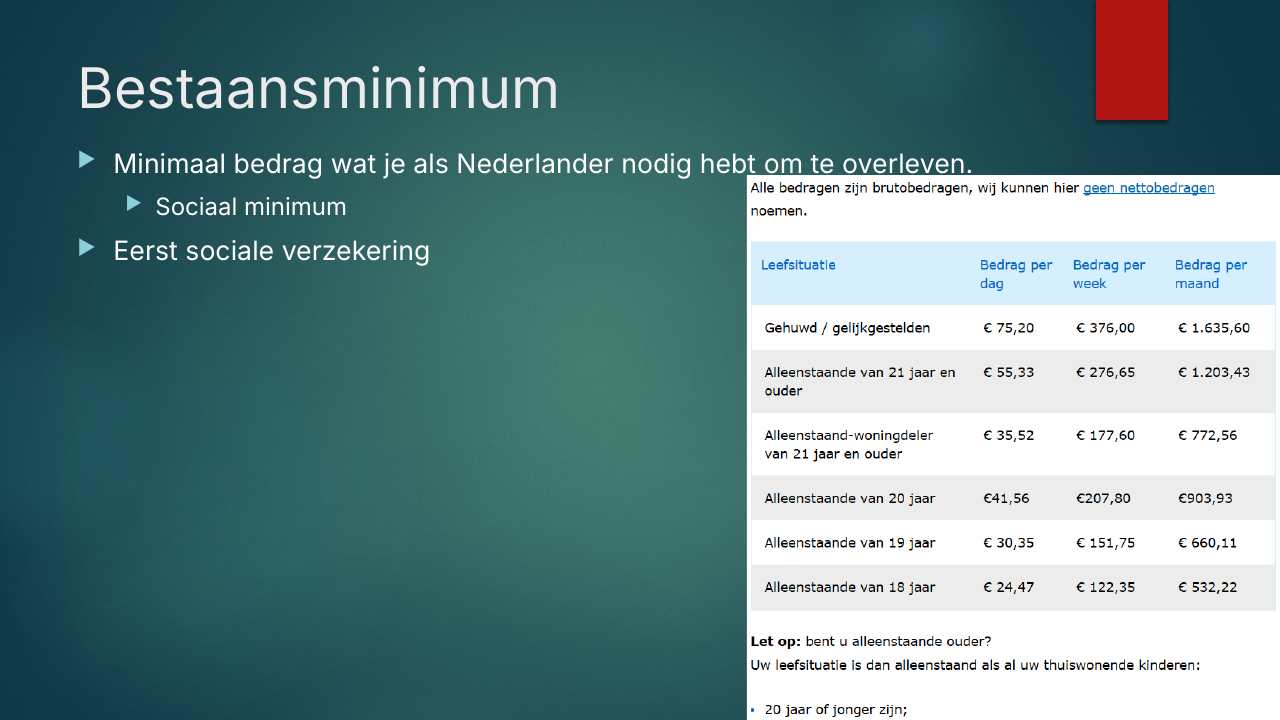 Bestaansminimum
Minimaal bedrag wat je als Nederlander nodig hebt om te overleven.
Sociaal minimum
Eerst sociale verzekering
Alle bedragen zijn brutobedragen, wij kunnen hier geen nettobedragen
noemen.
Leefsituatie Bedrag per dag Bedrag per week Bedrag per maand
Gehuwd / gelijkgestelden € 75,20 € 376,00 € 1.635,60
Alleenstaande van 21 jaar en ouder € 55,33 € 276,65 € 1.203,43
Alleenstaand-woningdeler van 21 jaar en ouder € 35,52 € 177,60 € 772,56
Alleenstaande van 20 jaar €41,56 €207,80 €903,93
Alleenstaande van 19 jaar € 30,35 € 151,75 € 660,11
Alleenstaande van 18 jaar € 24,47 € 122,35 € 532,22
Let op: bent u alleenstaande ouder?
Uw leefsituatie is dan alleenstaand als al uw thuiswonende kinderen:
• 20 jaar of jonger zijn;